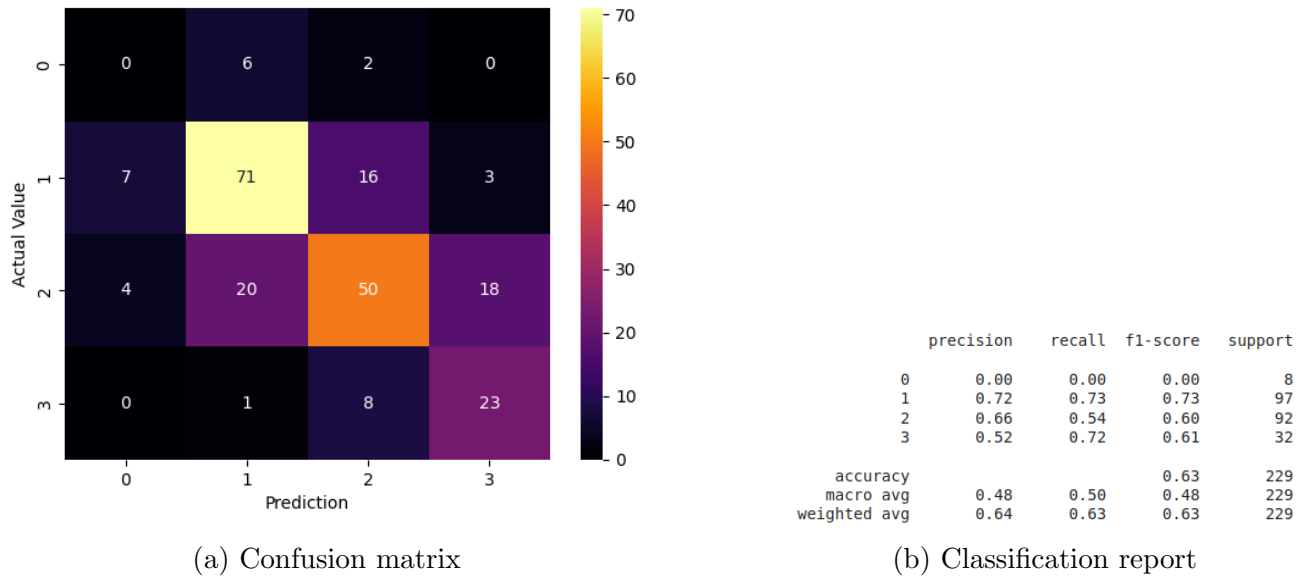 0 0 6 2 0
1 7 71 16 3
2 4 20 50 18
3 0 1 8 23
0 1 2 3
Actual Value
Prediction
70
60
50
40
30
20
10
0
(a) Confusion matrix
precision recall f1-score support
0 0.00 0.00 0.00 8
1 0.72 0.73 0.73 97
2 0.66 0.54 0.60 92
3 0.52 0.72 0.61 32
accuracy 0.63 229
macro avg 0.48 0.50 0.48 229
weighted avg 0.64 0.63 0.63 229
(b) Classification report